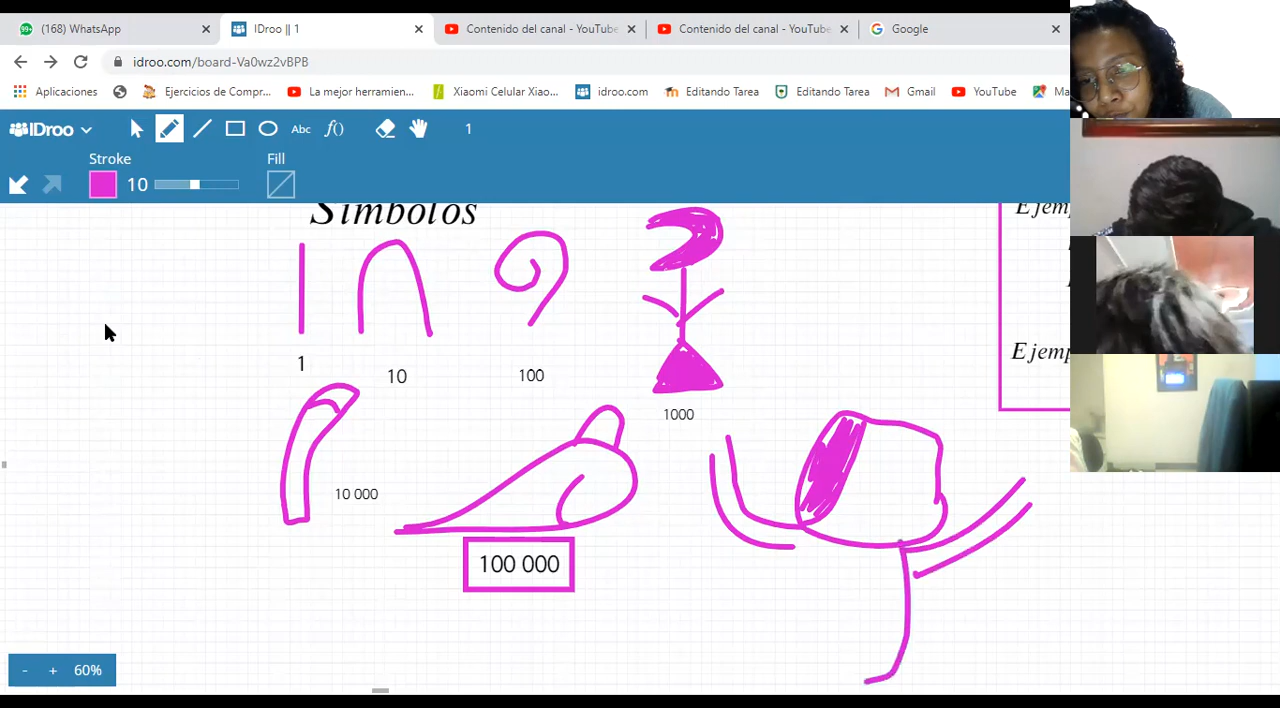 (168) WhatsApp
IDroo || 1
Contenido del canal - YouTube
Contenido del canal - YouTube
Google
idroo.com/board-Va0wz2vBPB
Aplicaciones
Ejercicios de Compr...
La mejor herramien...
Xiaomi Celular Xiao...
idroo.com
Editando Tarea
Editando Tarea
Gmail
YouTube
IDroo
Abc
f()
1
Stroke
10
Fill
Símbolos
1
10
100
1000
10 000
100 000
- + 60%